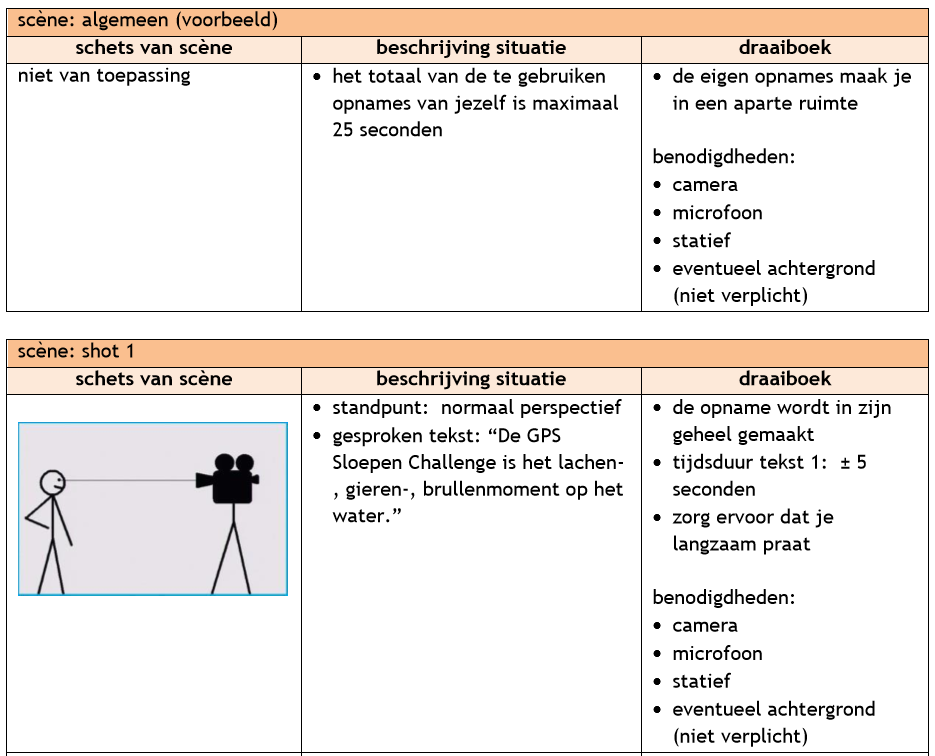 scène: algemeen (voorbeeld)
schets van scène
beschrijving situatie
draaiboek
niet van toepassing
• het totaal van de te gebruiken
opnames van jezelf is maximaal
25 seconden
• de eigen opnames maak je
in een aparte ruimte
benodigdheden:
• camera
• microfoon
• statief
• eventueel achtergrond
(niet verplicht)
scène: shot 1
schets van scène
beschrijving situatie
draaiboek
• standpunt: normaal perspectief
• gesproken tekst: “De GPS
Sloepen Challenge is het lachen-
, gieren-, brullenmoment op het
water.”
• de opname wordt in zijn
geheel gemaakt
• tijdsduur tekst 1: ± 5
seconden
• zorg ervoor dat je
langzaam praat
benodigdheden:
• camera
• microfoon
• statief
• eventueel achtergrond
(niet verplicht)